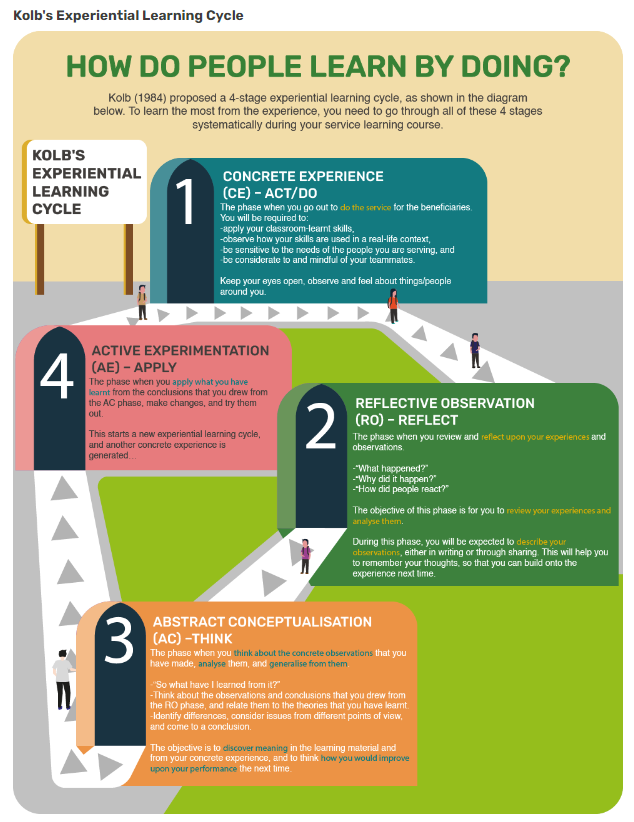 Kolb's Experiential Learning Cycle
HOW DO PEOPLE LEARN BY DOING?
Kolb (1984) proposed a 4-stage experiential learning cycle, as shown in the diagram
below. To learn the most from the experience, you need to go through all of these 4 stages
systematically during your service learning course.
KOLB'S
EXPERIENTIAL
LEARNING
CYCLE
1
CONCRETE EXPERIENCE
(CE) – ACT/DO
The phase when you go out to do the service for the beneficiaries.
You will be required to:
-apply your classroom-learnt skills,
-observe how your skills are used in a real-life context,
-be sensitive to the needs of the people you are serving, and
-be considerate to and mindful of your teammates.
Keep your eyes open, observe and feel about things/people
around you.
4
ACTIVE EXPERIMENTATION
(AE) – APPLY
The phase when you apply what you have
learnt from the conclusions that you drew from
the AC phase, make changes, and try them
out.
This starts a new experiential learning cycle,
and another concrete experience is
generated...
2
REFLECTIVE OBSERVATION
(RO) – REFLECT
The phase when you review and reflect upon your experiences and
observations.
-“What happened?”
-“Why did it happen?”
-“How did people react?”
The objective of this phase is for you to review your experiences and
analyse them.
During this phase, you will be expected to describe your
observations, either in writing or through sharing. This will help you
to remember your thoughts, so that you can build onto the
experience next time.
3
ABSTRACT CONCEPTUALISATION
(AC) –THINK
The phase when you think about the concrete observations that you
have made, analyse them, and generalise from them
-“So what have I learned from it?”
-Think about the observations and conclusions that you drew from
the RO phase, and relate them to the theories that you have learnt.
-Identify differences, consider issues from different points of view,
and come to a conclusion.
The objective is to discover meaning in the learning material and
from your concrete experience, and to think how you would improve
upon your performance the next time.